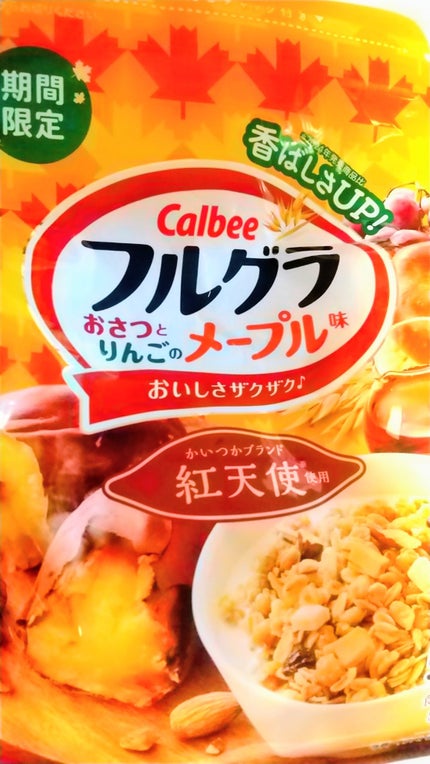 期間
限定
香ばしさUP!
Calbee
フルグラ
おさつと
りんごの
メープル味
おいしさザクザク♪
かいつかブランド
紅天使使用